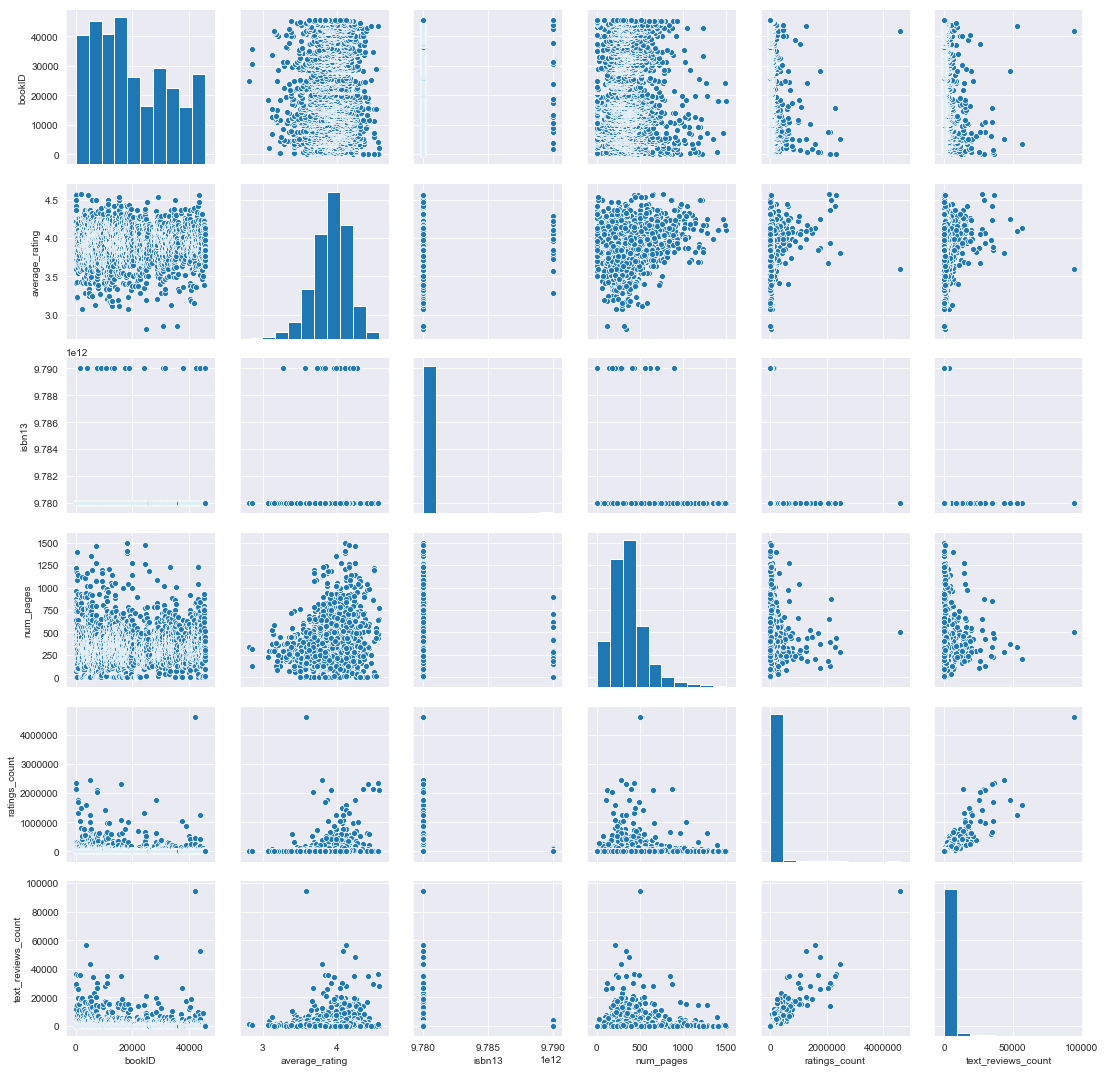 40000
30000
20000
10000
0
bookID
4.5
4.0
3.5
3.0
average_rating
1e12
9.790
9.788
9.786
9.784
9.782
9.780
isbn13
1500
1250
1000
750
500
250
0
num_pages
4000000
3000000
2000000
1000000
0
ratings_count
100000
80000
60000
40000
20000
0
text_reviews_count
0 20000 40000
bookID
3 4
average_rating
9.780 9.785 9.790
1e12
isbn13
0 500 1000 1500
num_pages
0 2000000 4000000
ratings_count
0 50000 100000
text_reviews_count